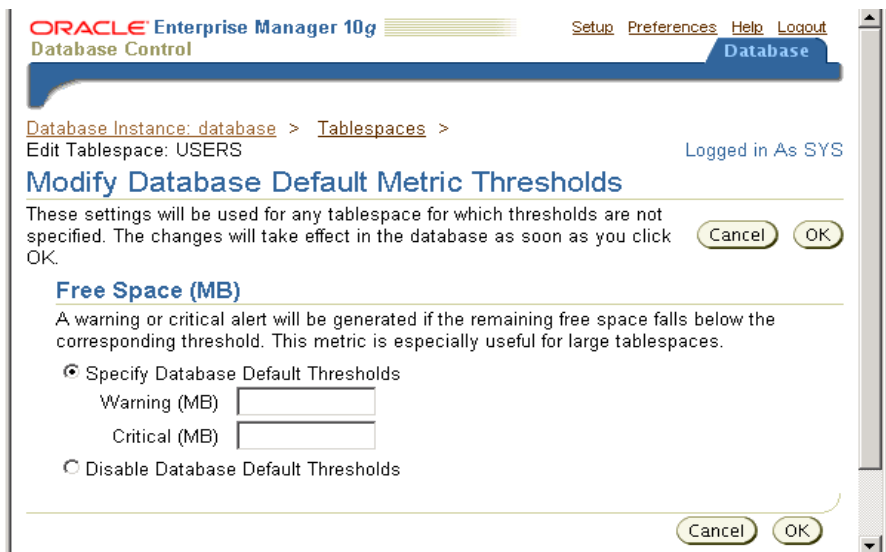 ORACLE Enterprise Manager 10g
Database Control
Setup Preferences Help Logout
Database
Database Instance: database > Tablespaces >
Edit Tablespace: USERS
Logged in As SYS
Modify Database Default Metric Thresholds
These settings will be used for any tablespace for which thresholds are not
specified. The changes will take effect in the database as soon as you click
OK.
Cancel OK
Free Space (MB)
A warning or critical alert will be generated if the remaining free space falls below the
corresponding threshold. This metric is especially useful for large tablespaces.
Specify Database Default Thresholds
Warning (MB)
Critical (MB)
Disable Database Default Thresholds
Cancel OK